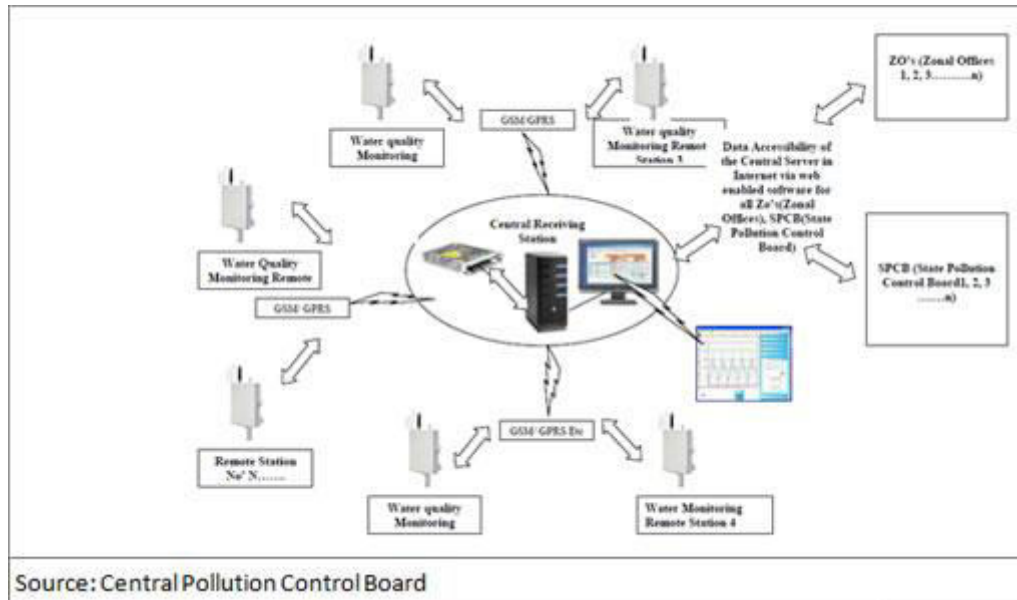 ZO's (Zonal Offices
1, 2, 3...........n)
GSM/GPRS
Water quality
Monitoring
Water quality
Monitoring Remot
Station 3
Data Accessibility of
the Central Server in
Internet via web
enabled software for
all Zo's(Zonal
Offices), SPCB(State
Pollution Control
Board)
Central Receiving
Station
Water Quality
Monitoring Remote
SPCB (State Pollution
Control Board1, 2, 3
........n)
GSM/ GPRS
GSM/ GPRS De
Remote Station
No' N.......
Water quality
Monitoring
Water Monitoring
Remote Station 4
Source: Central Pollution Control Board